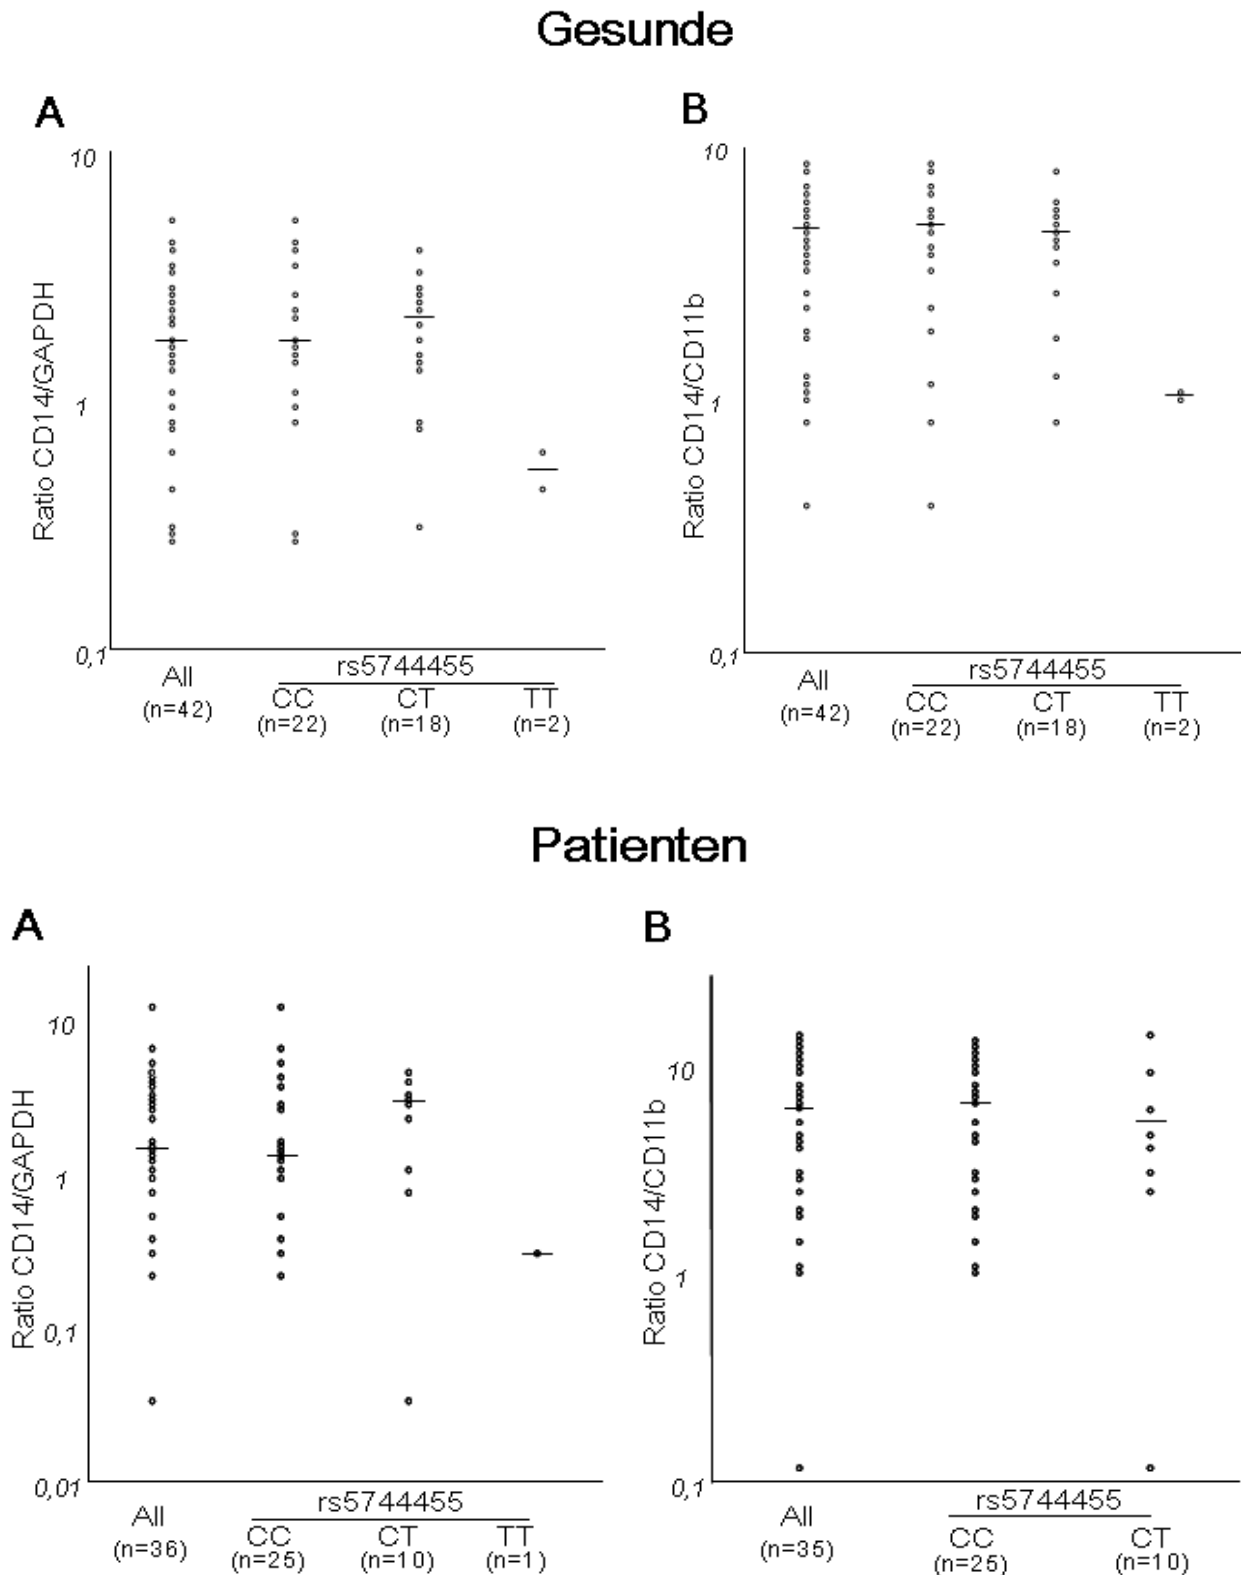 Gesunde
A
Ratio CD14/GAPDH
10
1
0,1
All
(n=42)
rs5744455
CC
(n=22)
CT
(n=18)
TT
(n=2)
B
Ratio CD14/CD11b
10
1
0,1
All
(n=42)
rs5744455
CC
(n=22)
CT
(n=18)
TT
(n=2)
Patienten
A
Ratio CD14/GAPDH
10
1
0,1
0,01
All
(n=36)
rs5744455
CC
(n=25)
CT
(n=10)
TT
(n=1)
B
Ratio CD14/CD11b
10
1
0,1
All
(n=35)
rs5744455
CC
(n=25)
CT
(n=10)